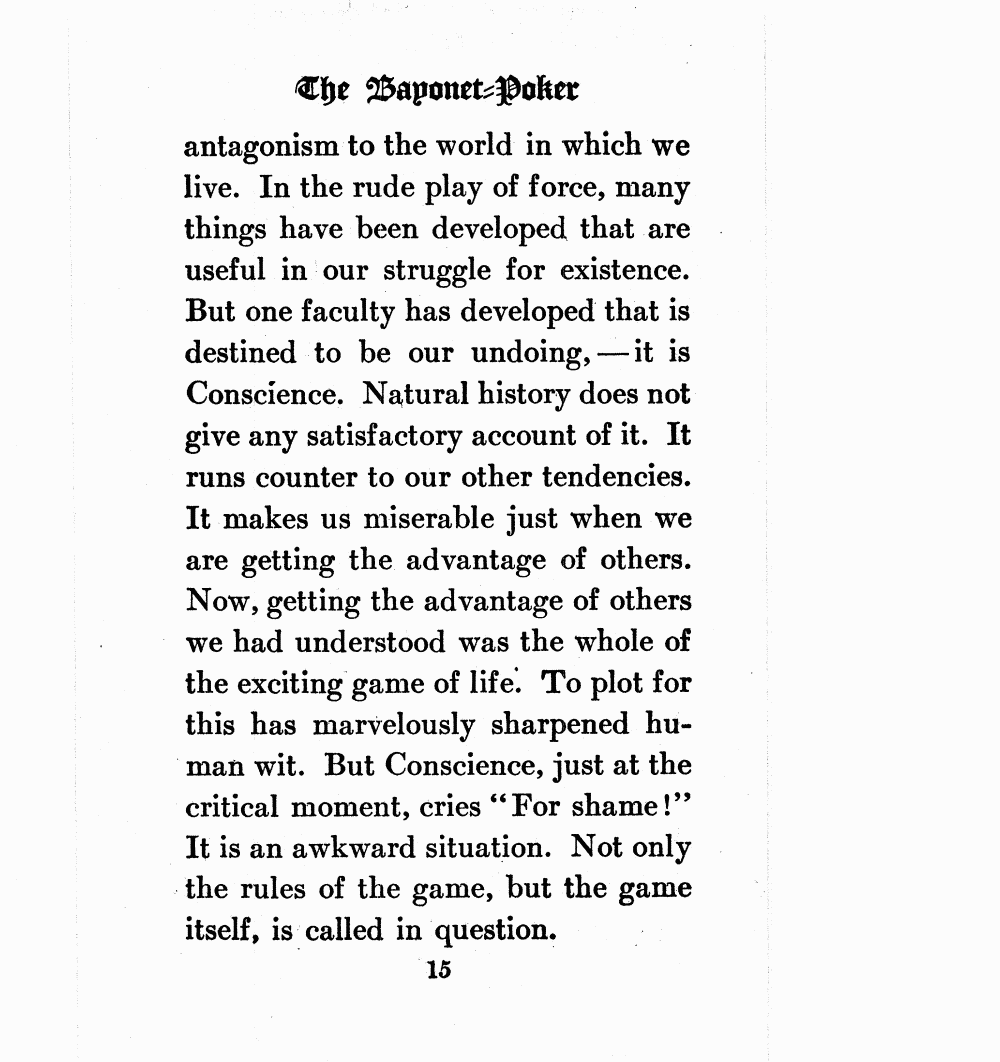 The Bayonet-Poker
antagonism to the world in which we
live. In the rude play of force, many
things have been developed that are
useful in our struggle for existence.
But one faculty has developed that is
destined to be our undoing, — it is
Conscience. Natural history does not
give any satisfactory account of it. It
runs counter to our other tendencies.
It makes us miserable just when we
are getting the advantage of others.
Now, getting the advantage of others
we had understood was the whole of
the exciting game of life. To plot for
this has marvelously sharpened hu-
man wit. But Conscience, just at the
critical moment, cries “For shame!”
It is an awkward situation. Not only
the rules of the game, but the game
itself, is called in question.
15